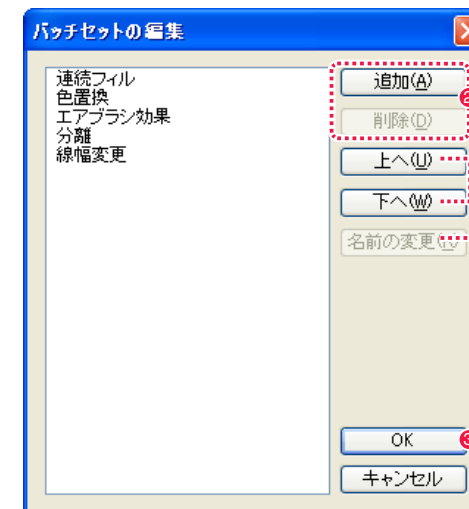 バッチセットの編集
連続フィル
色置換
エアブラシ効果
分離
線幅変更
追加(A)
削除(D)
上へ(U)
下へ(W)
名前の変更(
OK
キャンセル